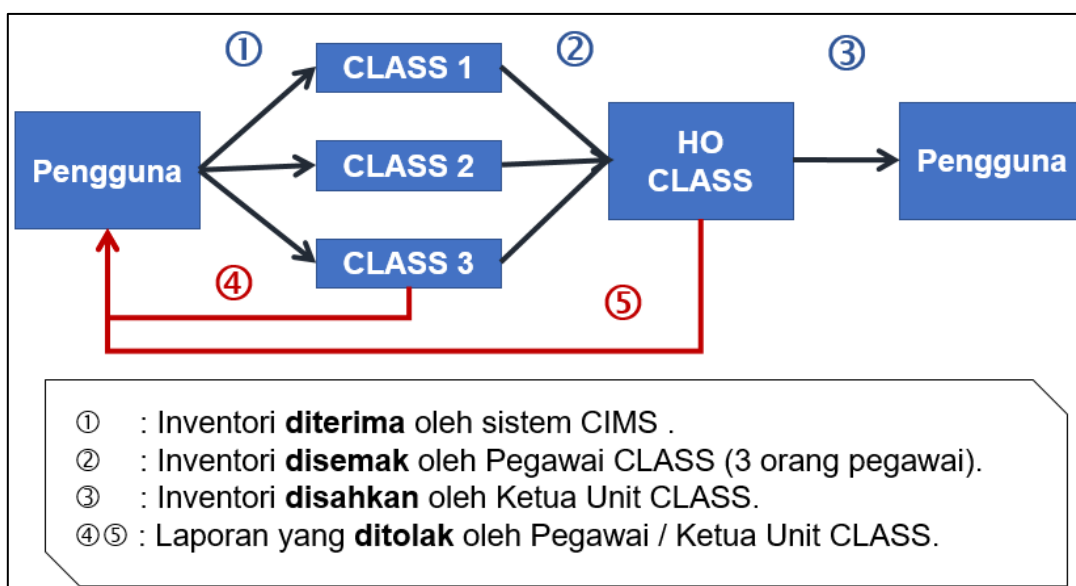 ①
②
③
CLASS 1
Pengguna
CLASS 2
HO
CLASS
Pengguna
CLASS 3
④
⑤
① : Inventori diterima oleh sistem CIMS .
② : Inventori disemak oleh Pegawai CLASS (3 orang pegawai).
③ : Inventori disahkan oleh Ketua Unit CLASS.
④⑤ : Laporan yang ditolak oleh Pegawai / Ketua Unit CLASS.